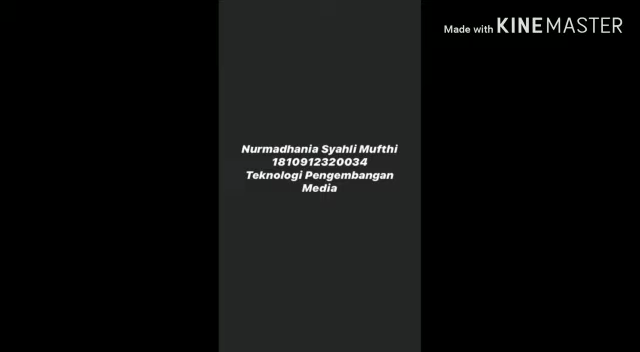 Made with KINEMASTER
Nurmadhania Syahli Mufthi
1810912320034
Teknologi Pengembangan
Media